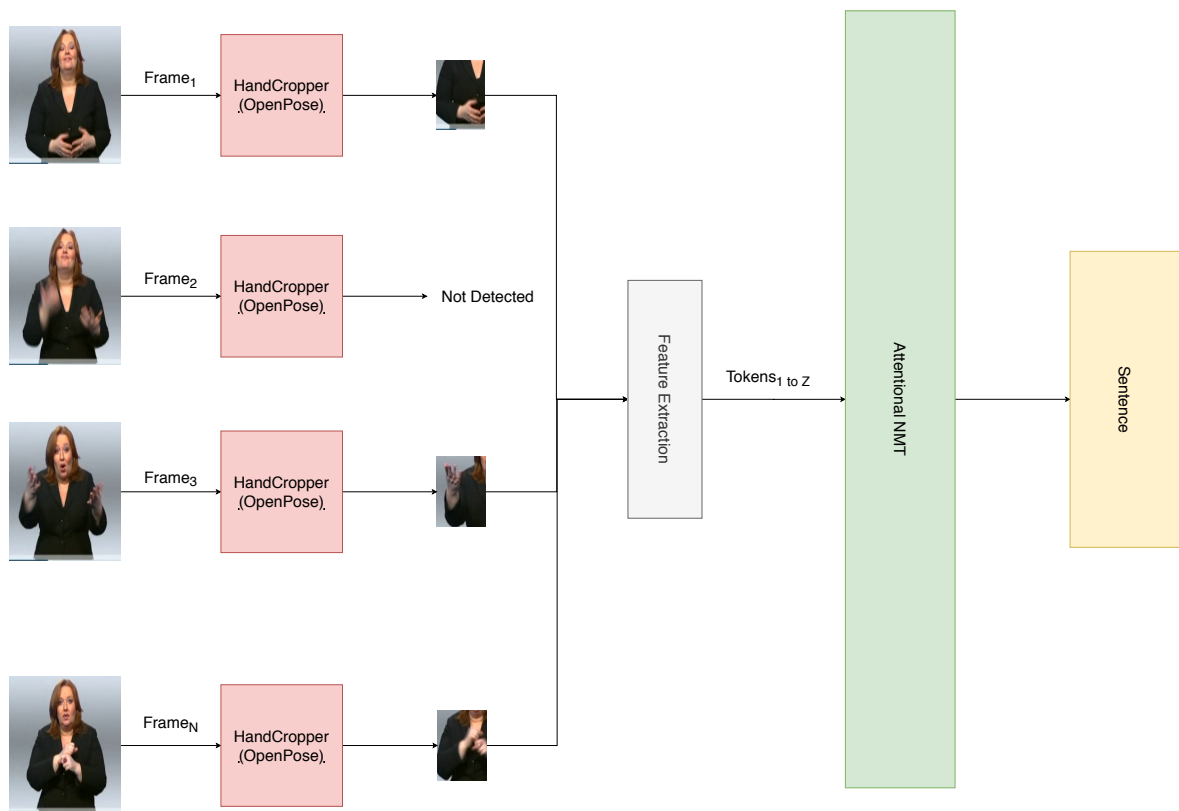 Frame1
HandCropper
(OpenPose)
Frame2
HandCropper
(OpenPose)
Not Detected
Frame3
HandCropper
(OpenPose)
FrameN
HandCropper
(OpenPose)
Feature Extraction
Tokens1 to Z
Attentional NMT
Sentence